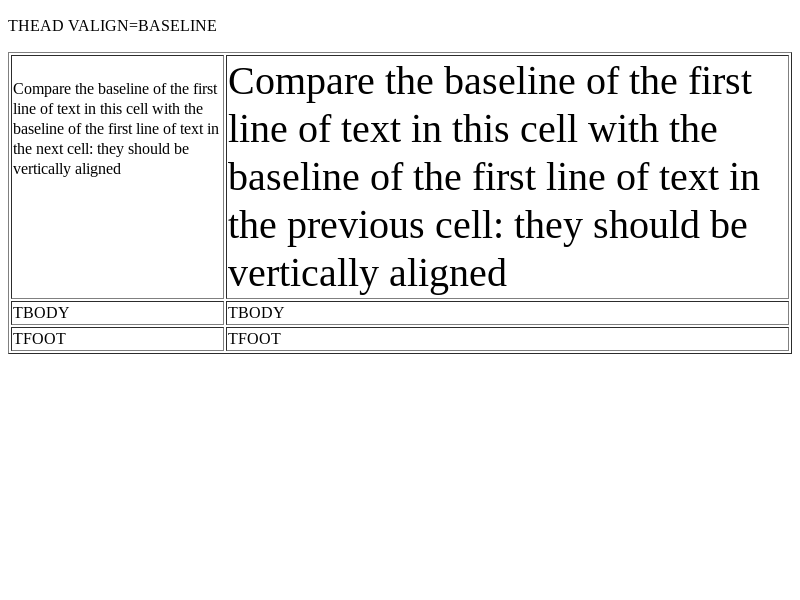 THEAD VALIGN=BASELINE
Compare the baseline of the first
line of text in this cell with the
baseline of the first line of text in
the next cell: they should be
vertically aligned
Compare the baseline of the first
line of text in this cell with the
baseline of the first line of text in
the previous cell: they should be
vertically aligned
TBODY
TBODY
TFOOT
TFOOT